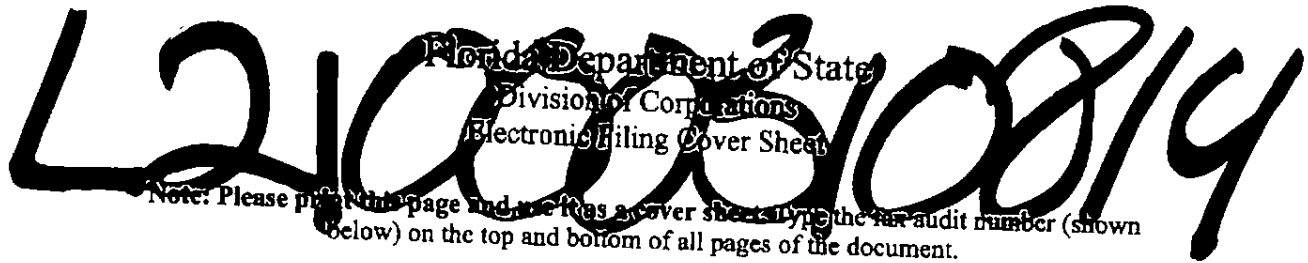 L21000310814
Florida Department of State
Division of Corporations
Electronic Filing Cover Sheet
Note: Please print this page and use it as a cover sheet. Type the fax audit number (shown
below) on the top and bottom of all pages of the document.